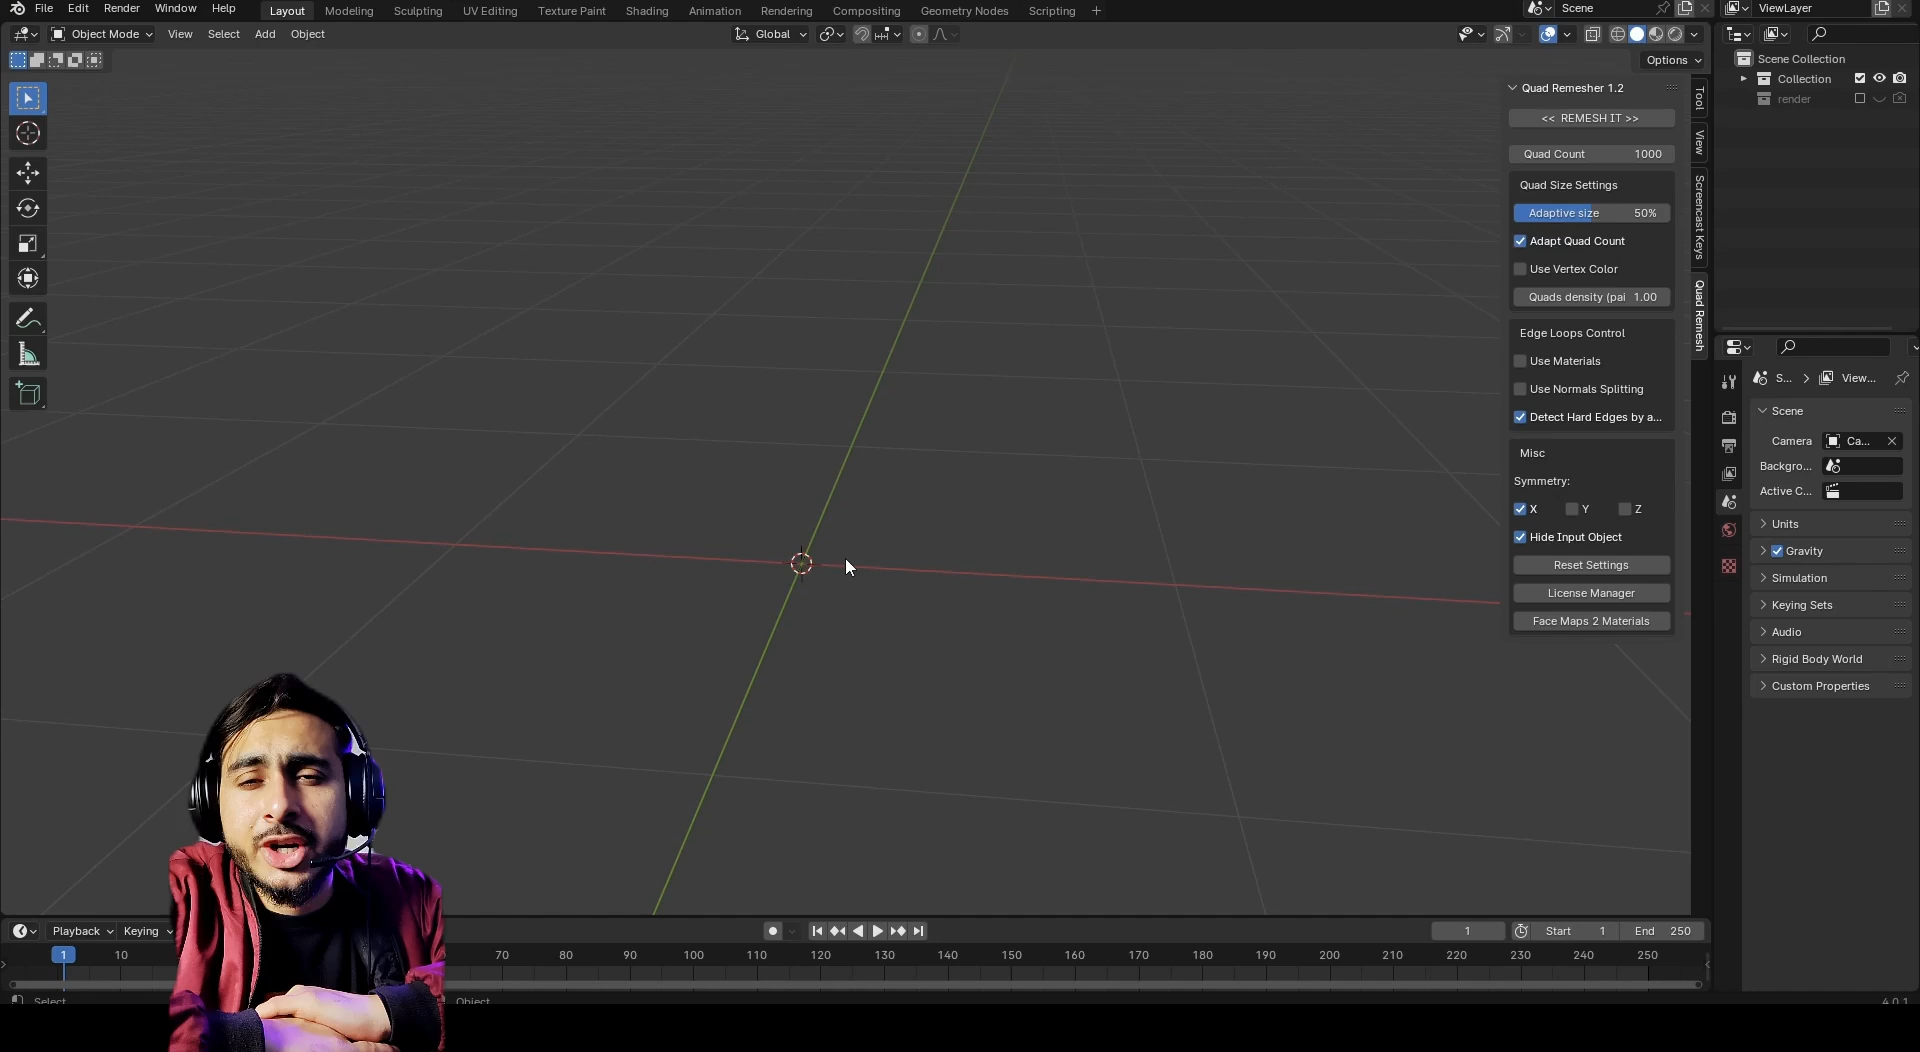 File Edit Render Window Help
Layout Modeling Sculpting UV Editing Texture Paint Shading Animation Rendering Compositing Geometry Nodes Scripting +
Scene
ViewLayer
Object Mode View Select Add Object
Global
Options
Scene Collection
Collection
render
Quad Remesher 1.2
<< REMESH IT >>
Quad Count 1000
Quad Size Settings
Adaptive size 50%
Adapt Quad Count
Use Vertex Color
Quads density (pai 1.00
Edge Loops Control
Use Materials
Use Normals Splitting
Detect Hard Edges by a...
Misc
Symmetry:
X Y Z
Hide Input Object
Reset Settings
License Manager
Face Maps 2 Materials
Tool
View
Screencast Keys
Quad Remesh
S... > View...
Scene
Camera Ca...
Backgro...
Active C...
Units
Gravity
Simulation
Keying Sets
Audio
Rigid Body World
Custom Properties
Playback Keying
1 Start 1 End 250
1 10 70 80 90 100 110 120 130 140 150 160 170 180 190 200 210 220 230 240 250
Select Object
4.0.1